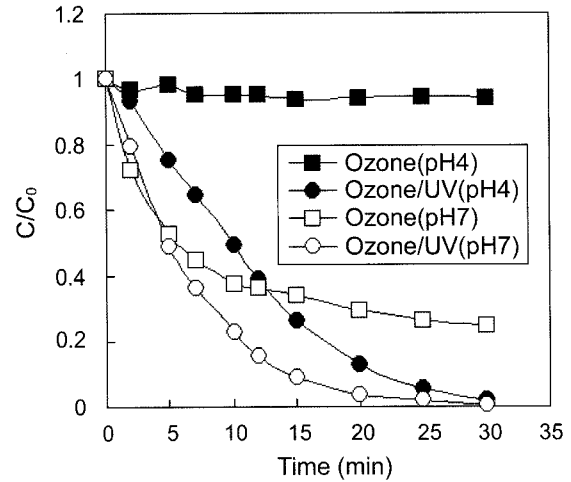 1.2
1
0.8
0.6
0.4
0.2
0
C/C₀
Ozone(pH4)
Ozone/UV(pH4)
Ozone(pH7)
Ozone/UV(pH7)
0 5 10 15 20 25 30 35
Time (min)